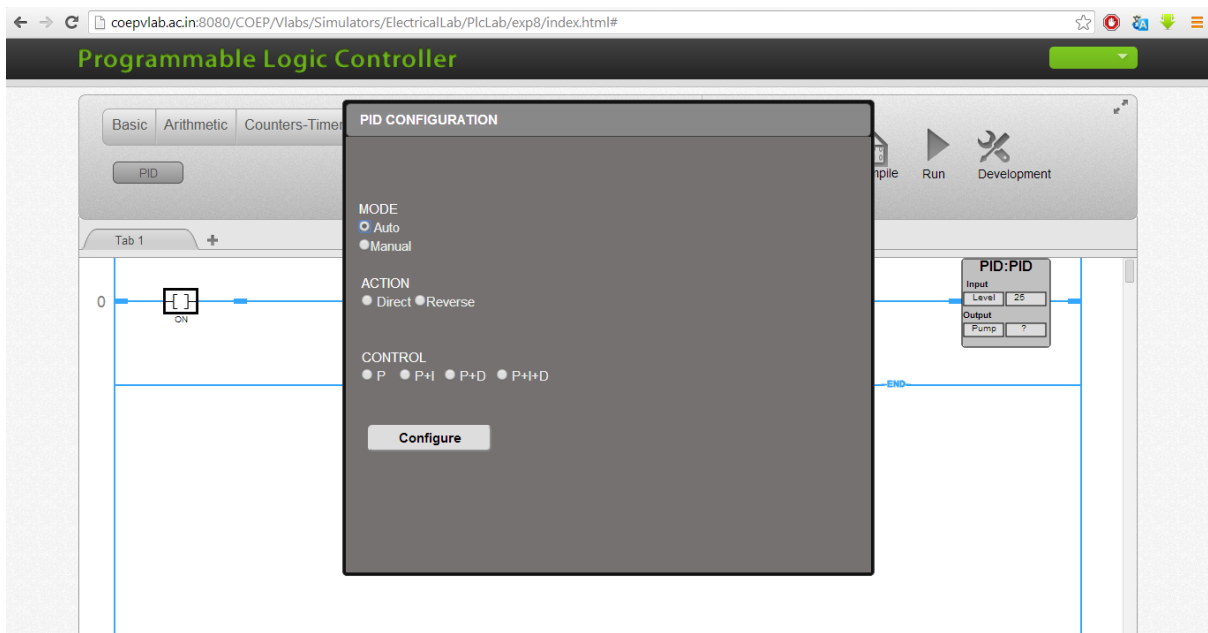 coepvlab.ac.in:8080/COEP/Vlabs/Simulators/ElectricalLab/PlcLab/exp8/index.html#
Programmable Logic Controller
Basic Arithmetic Counters-Timer
PID
Run Development
PID CONFIGURATION
MODE
Auto
Manual
ACTION
Direct Reverse
CONTROL
P P+I P+D P+I+D
Configure
Tab 1 +
0
[ ]
ON
PID:PID
Input
Level 25
Output
Pump ?
END